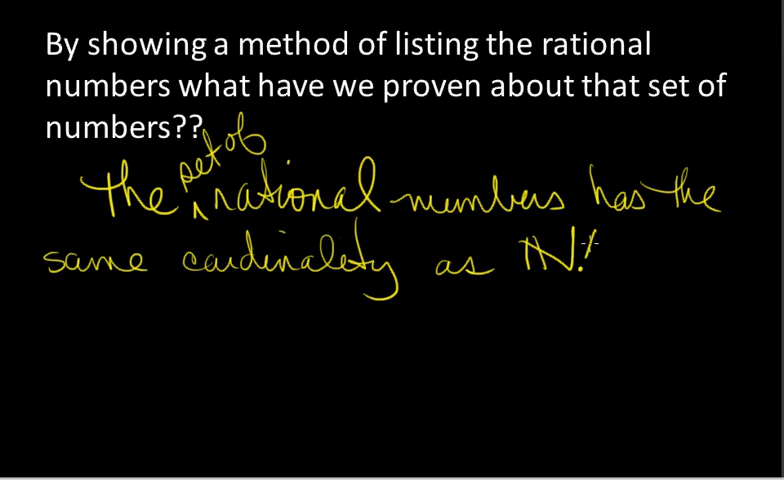 By showing a method of listing the rational
numbers what have we proven about that set of
numbers??
The set of rational numbers has the
same cardinality as ℕ!